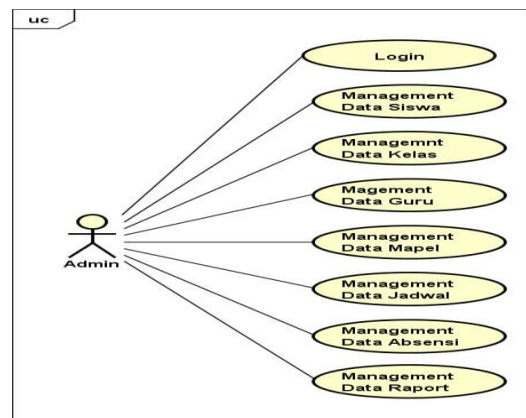 uc
Login
Management
Data Siswa
Managemnt
Data Kelas
Magement
Data Guru
Management
Data Mapel
Management
Data Jadwal
Management
Data Absensi
Management
Data Raport
Admin